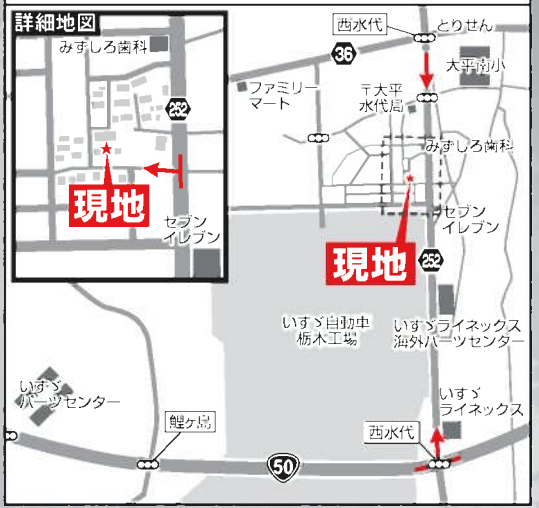 詳細地図
みずしろ歯科
252
現地
セブン
イレブン
西水代
とりせん
36
大平南小
ファミリー
マート
〒大平
水代局
みずしろ歯科
セブン
イレブン
現地
252
いすゞ自動車
栃木工場
いすゞライネックス
海外パーツセンター
いすゞ
パーツセンター
いすゞ
ライネックス
鯉ヶ島
西水代
50